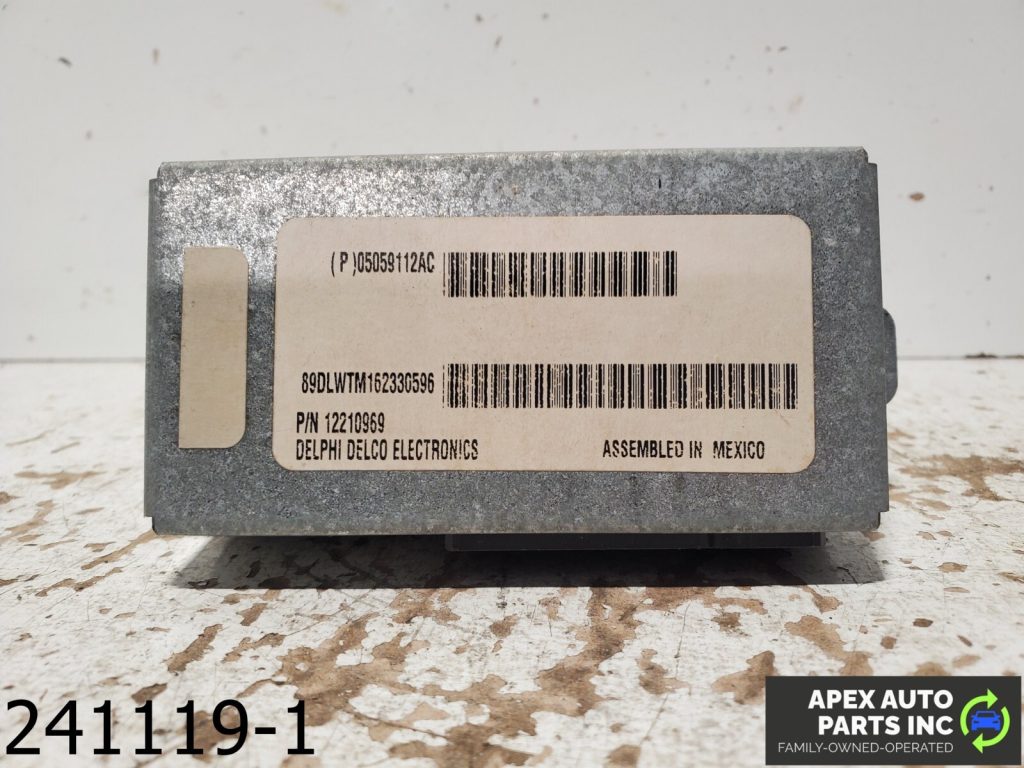 ( P )05059112AC
89DLWTM162330596
P/N 12210969
DELPHI DELCO ELECTRONICS ASSEMBLED IN MEXICO
241119-1
APEX AUTO
PARTS INC
FAMILY-OWNED-OPERATED